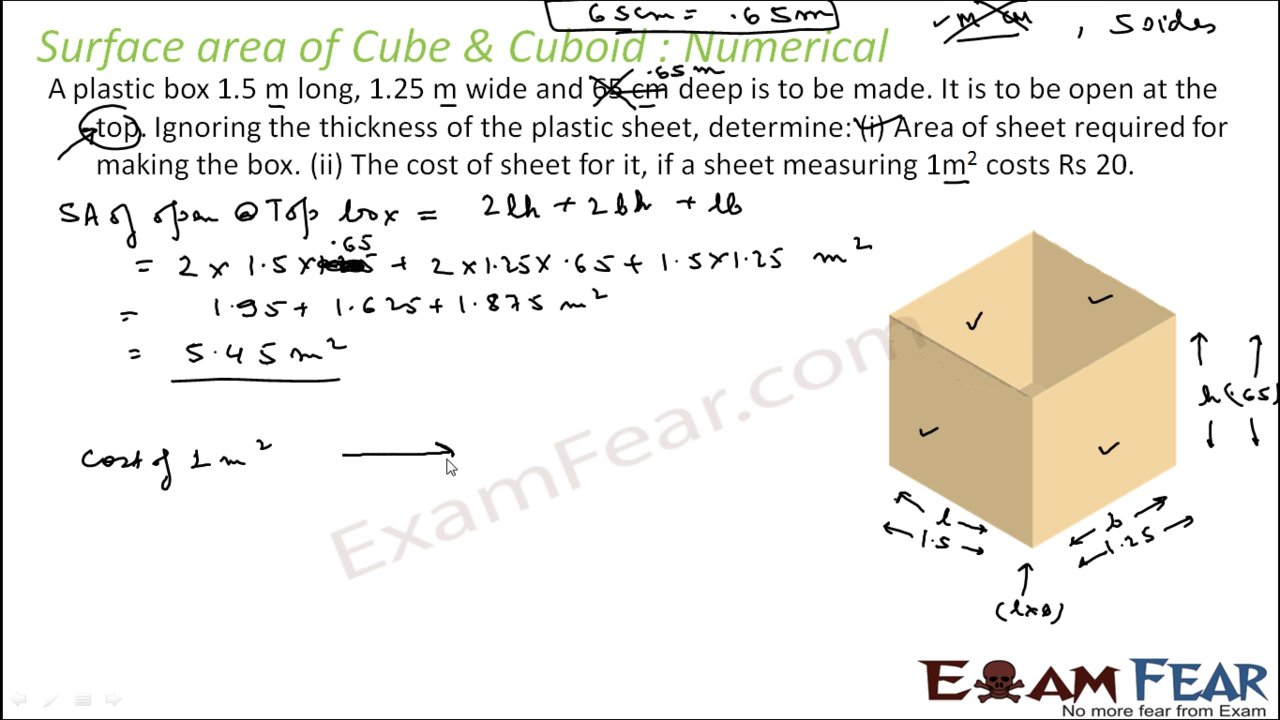 65cm = .65m
M CM , 5 sides
Surface area of Cube & Cuboid : Numerical
.65 m
A plastic box 1.5 m long, 1.25 m wide and 65 cm deep is to be made. It is to be open at the
top. Ignoring the thickness of the plastic sheet, determine: (i) Area of sheet required for
making the box. (ii) The cost of sheet for it, if a sheet measuring 1m² costs Rs 20.
SA of open @ Top box = 2lh + 2bh + lb
.65
= 2 x 1.5 x + 2 x 1.25 x .65 + 1.5 x 1.25 m²
= 1.95 + 1.625 + 1.875 m²
= 5.45 m²
h (.65)
Cost of 1 m²
l b
1.5 1.25
(l x b)
ExamFear.com
EXAM FEAR
No more fear from Exam